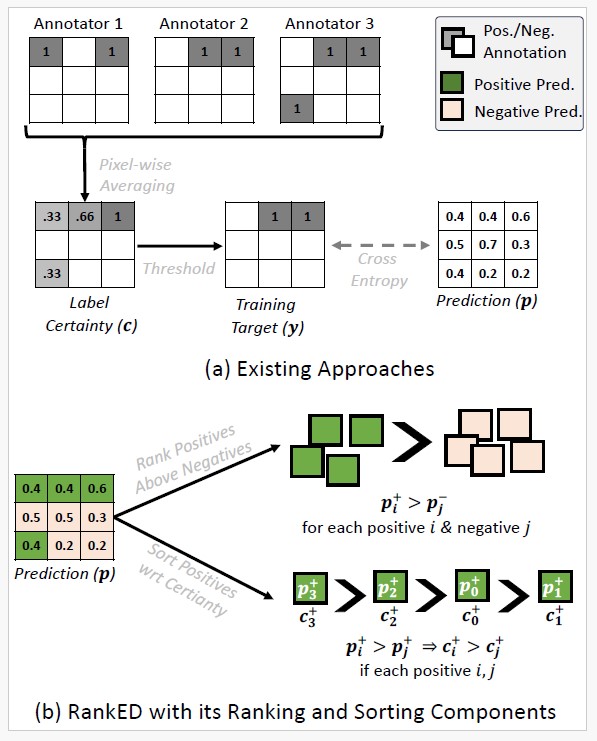 Annotator 1 Annotator 2 Annotator 3
1 1 1 1 1 1
1
Pos./Neg.
Annotation
Positive Pred.
Negative Pred.
Pixel-wise
Averaging
.33 .66 1
.33
Label
Certainty (c)
Threshold
1 1
Training
Target (y)
Cross
Entropy
0.4 0.4 0.6
0.5 0.7 0.3
0.4 0.2 0.2
Prediction (p)
(a) Existing Approaches
0.4 0.4 0.6
0.5 0.5 0.3
0.4 0.2 0.2
Prediction (p)
Rank Positives
Above Negatives
p_i^+ > p_j^-
for each positive i & negative j
Sort Positives
wrt Certianty
p_3^+ p_2^+ p_0^+ p_1^+
c_3^+ c_2^+ c_0^+ c_1^+
p_i^+ > p_j^+ ⇒ c_i^+ > c_j^+
if each positive i, j
(b) RankED with its Ranking and Sorting Components